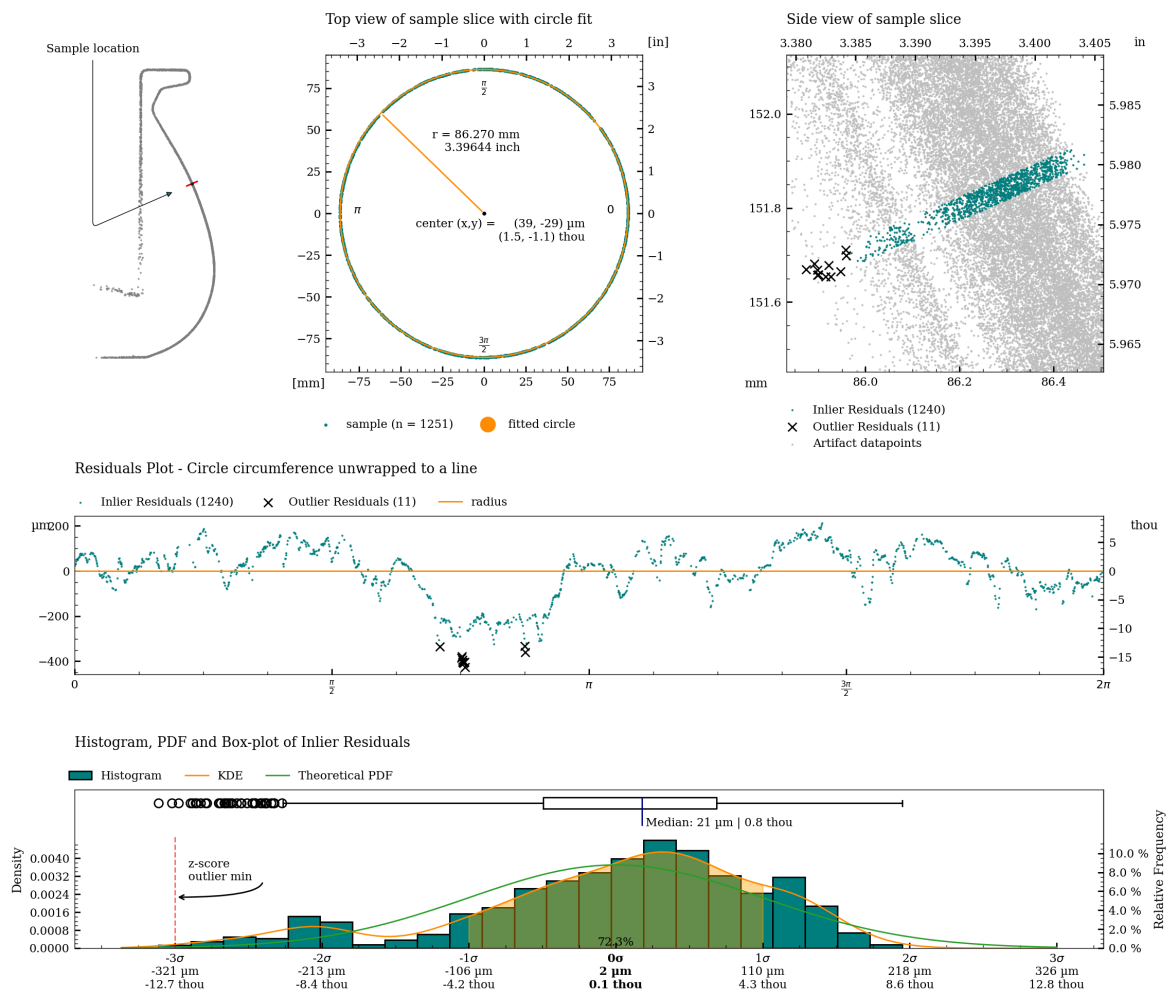 Sample location
Top view of sample slice with circle fit
−3 −2 −1 0 1 2 3 [in]
75 50 25 0 −25 −50 −75
3 2 1 0 −1 −2 −3
π/2
r = 86.270 mm
3.39644 inch
π 0
center (x,y) = (39, -29) µm
(1.5, -1.1) thou
3π/2
[mm] −75 −50 −25 0 25 50 75
sample (n = 1251) fitted circle
Side view of sample slice
3.380 3.385 3.390 3.395 3.400 3.405 in
152.0 151.8 151.6
5.985 5.980 5.975 5.970 5.965
mm 86.0 86.2 86.4
Inlier Residuals (1240)
Outlier Residuals (11)
Artifact datapoints
Residuals Plot - Circle circumference unwrapped to a line
Inlier Residuals (1240) Outlier Residuals (11) radius
µm thou
200 0 −200 −400
5 0 −5 −10 −15
0 π/2 π 3π/2 2π
Histogram, PDF and Box-plot of Inlier Residuals
Histogram KDE Theoretical PDF
Median: 21 µm | 0.8 thou
z-score
outlier min
Density
0.0040 0.0032 0.0024 0.0016 0.0008 0.0000
Relative Frequency
10.0 % 8.0 % 6.0 % 4.0 % 2.0 % 0.0 %
72.3%
-3σ -2σ -1σ 0σ 1σ 2σ 3σ
-321 µm -213 µm -106 µm 2 µm 110 µm 218 µm 326 µm
-12.7 thou -8.4 thou -4.2 thou 0.1 thou 4.3 thou 8.6 thou 12.8 thou